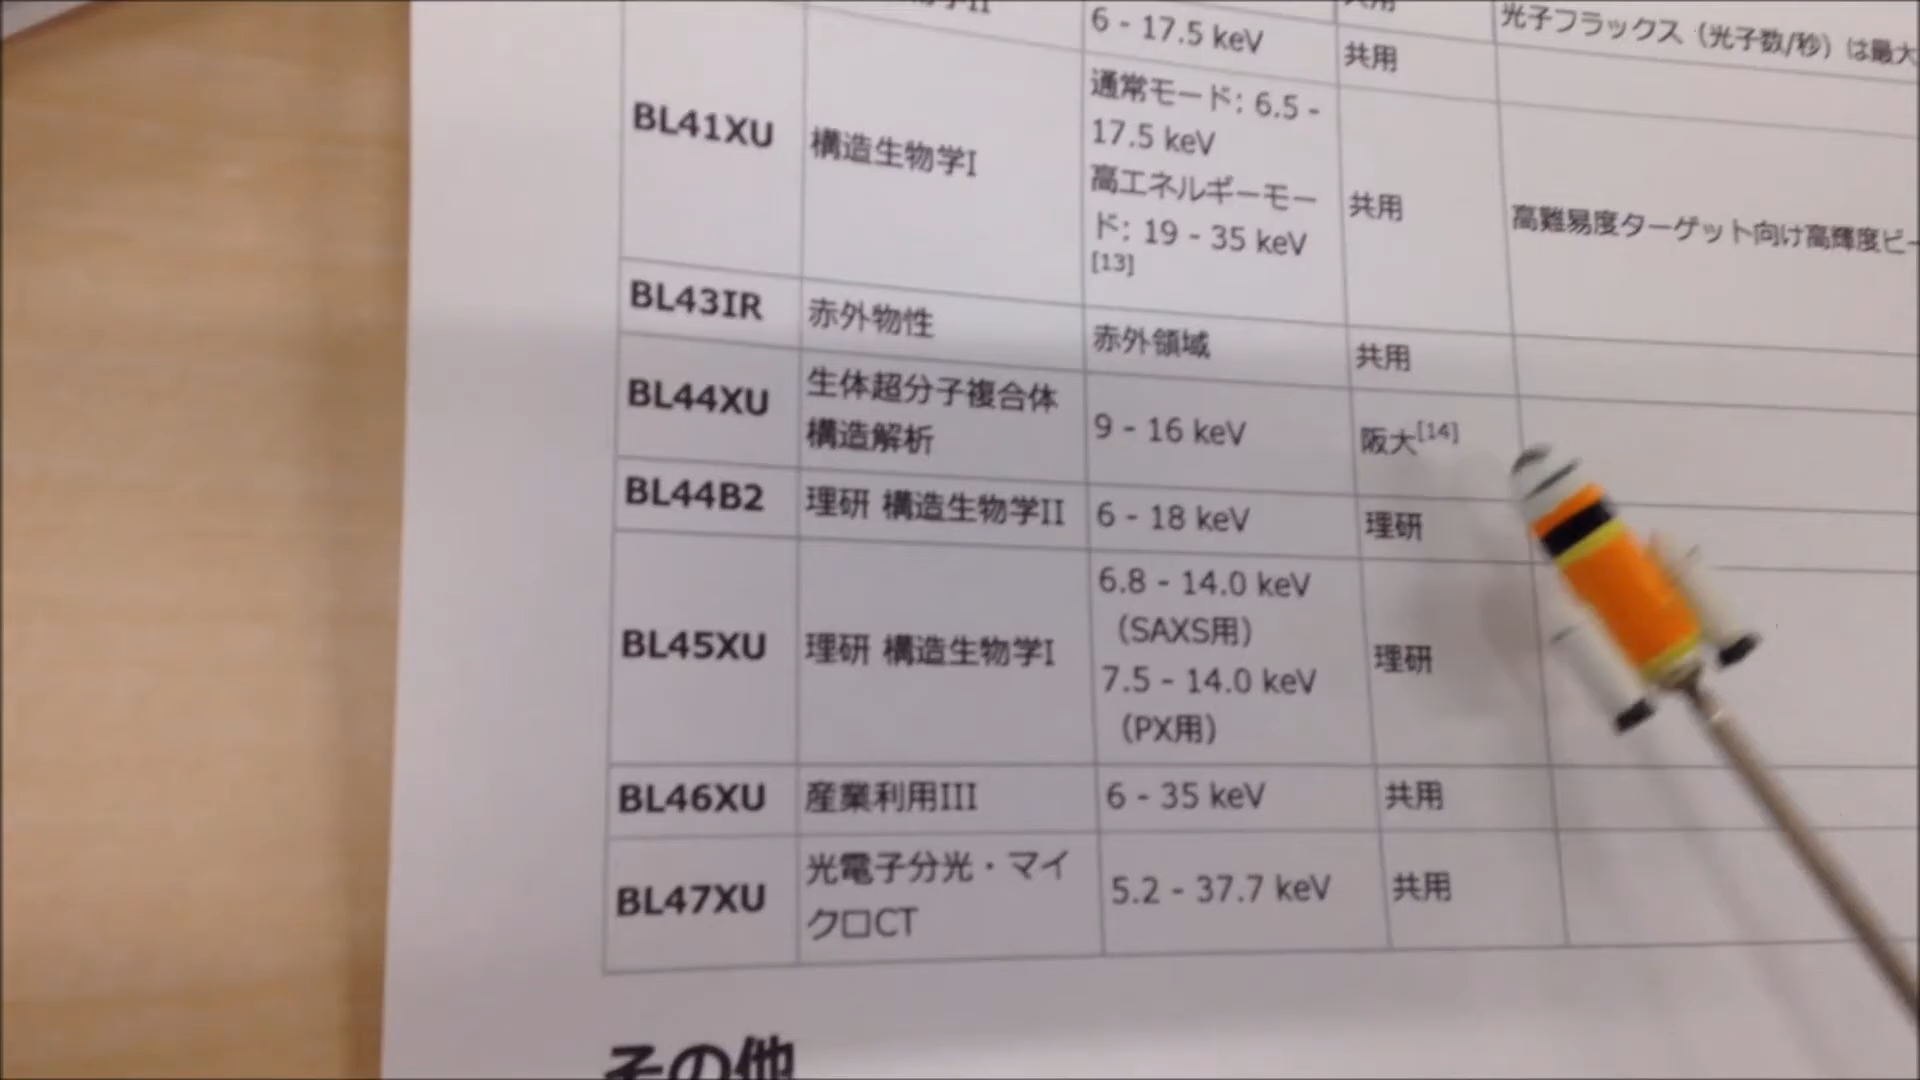 6 - 17.5 keV
共用
光子フラックス（光子数/秒）は最大
BL41XU
構造生物学I
通常モード: 6.5 -
17.5 keV
高エネルギーモー
ド: 19 - 35 keV
[13]
共用
高難易度ターゲット向け高輝度ビー
BL43IR
赤外物性
赤外領域
共用
BL44XU
生体超分子複合体
構造解析
9 - 16 keV
阪大[14]
BL44B2
理研 構造生物学II
6 - 18 keV
理研
BL45XU
理研 構造生物学I
6.8 - 14.0 keV
（SAXS用）
7.5 - 14.0 keV
（PX用）
理研
BL46XU
産業利用III
6 - 35 keV
共用
BL47XU
光電子分光・マイ
クロCT
5.2 - 37.7 keV
共用
その他